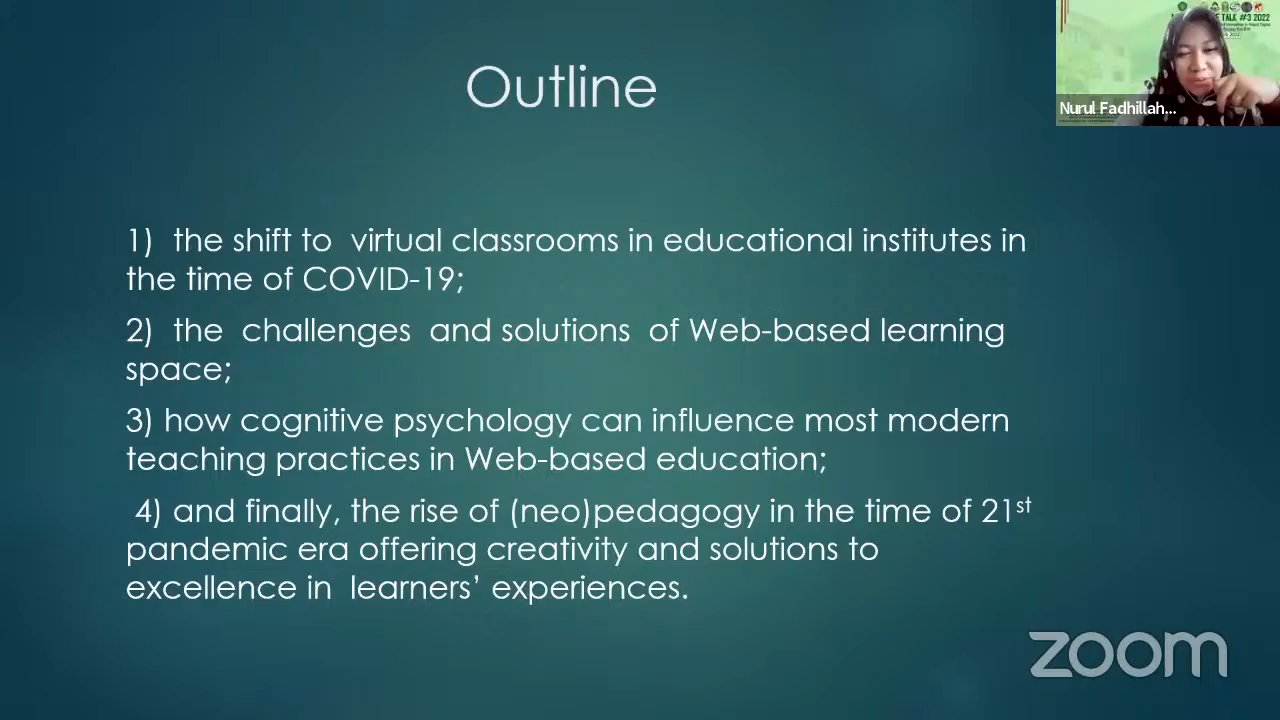 Outline
TALK #3 2022
Nurul Fadhillah...
1) the shift to virtual classrooms in educational institutes in
the time of COVID-19;
2) the challenges and solutions of Web-based learning
space;
3) how cognitive psychology can influence most modern
teaching practices in Web-based education;
4) and finally, the rise of (neo)pedagogy in the time of 21st
pandemic era offering creativity and solutions to
excellence in learners’ experiences.
zoom